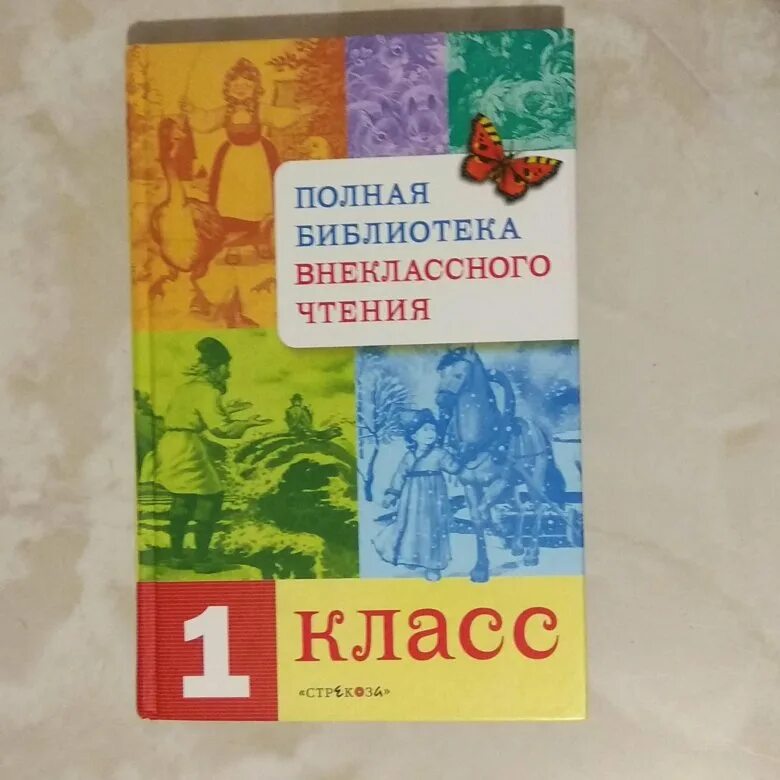 ПОЛНАЯ
БИБЛИОТЕКА
ВНЕКЛАССНОГО
ЧТЕНИЯ
1 класс
«СТРЕКОЗА»